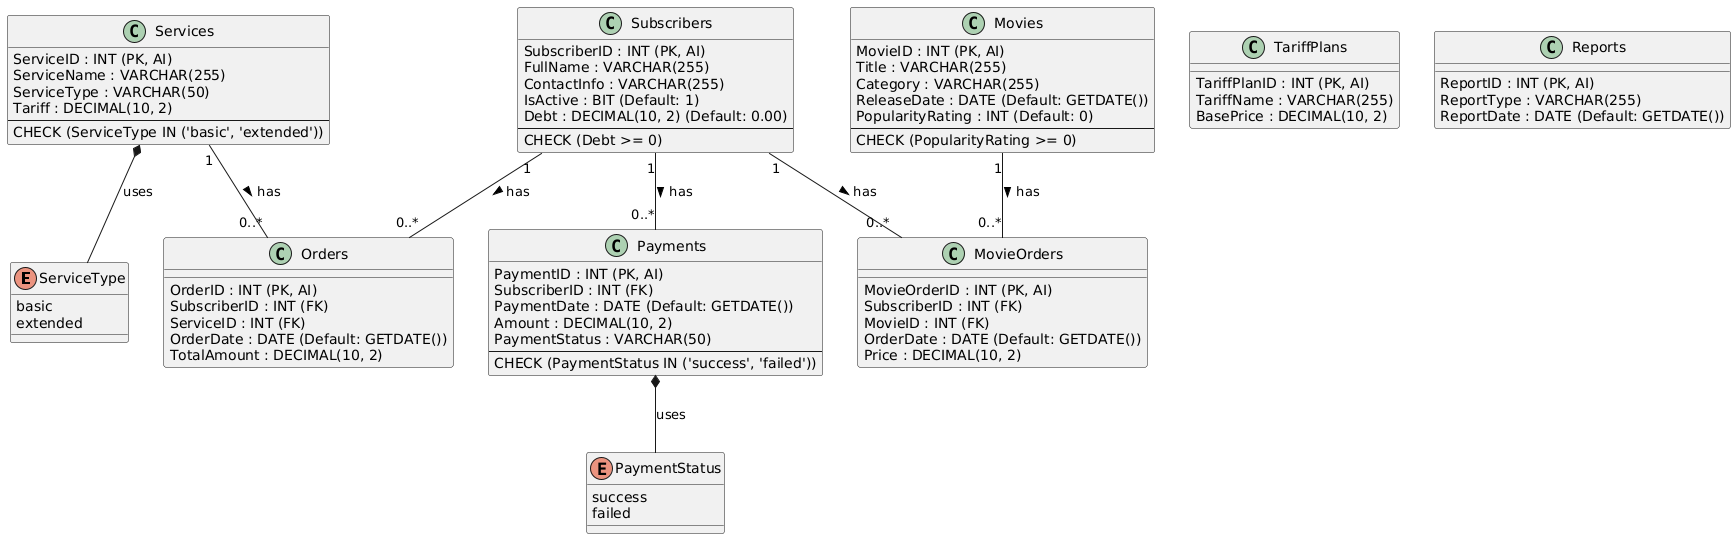 C Services
ServiceID : INT (PK, AI)
ServiceName : VARCHAR(255)
ServiceType : VARCHAR(50)
Tariff : DECIMAL(10, 2)
CHECK (ServiceType IN ('basic', 'extended'))
C Subscribers
SubscriberID : INT (PK, AI)
FullName : VARCHAR(255)
ContactInfo : VARCHAR(255)
IsActive : BIT (Default: 1)
Debt : DECIMAL(10, 2) (Default: 0.00)
CHECK (Debt >= 0)
C Movies
MovieID : INT (PK, AI)
Title : VARCHAR(255)
Category : VARCHAR(255)
ReleaseDate : DATE (Default: GETDATE())
PopularityRating : INT (Default: 0)
CHECK (PopularityRating >= 0)
C TariffPlans
TariffPlanID : INT (PK, AI)
TariffName : VARCHAR(255)
BasePrice : DECIMAL(10, 2)
C Reports
ReportID : INT (PK, AI)
ReportType : VARCHAR(255)
ReportDate : DATE (Default: GETDATE())
uses
1
has
0..*
1
has
0..*
1
has
0..*
1
has
0..*
1
has
0..*
E ServiceType
basic
extended
C Orders
OrderID : INT (PK, AI)
SubscriberID : INT (FK)
ServiceID : INT (FK)
OrderDate : DATE (Default: GETDATE())
TotalAmount : DECIMAL(10, 2)
C Payments
PaymentID : INT (PK, AI)
SubscriberID : INT (FK)
PaymentDate : DATE (Default: GETDATE())
Amount : DECIMAL(10, 2)
PaymentStatus : VARCHAR(50)
CHECK (PaymentStatus IN ('success', 'failed'))
C MovieOrders
MovieOrderID : INT (PK, AI)
SubscriberID : INT (FK)
MovieID : INT (FK)
OrderDate : DATE (Default: GETDATE())
Price : DECIMAL(10, 2)
uses
E PaymentStatus
success
failed